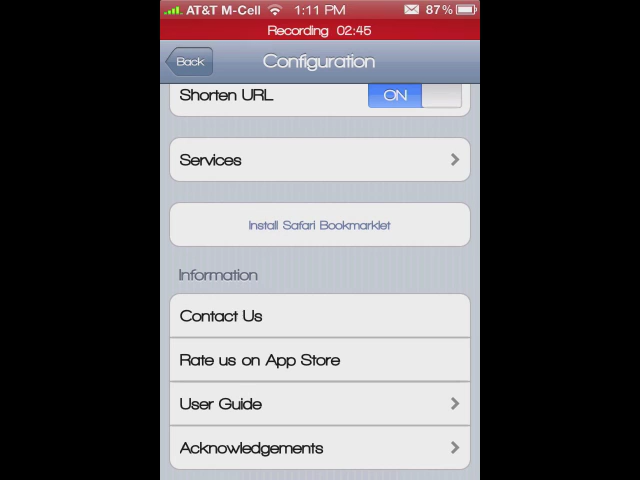 AT&T M-Cell 1:11 PM 87%
Recording 02:45
Back Configuration
Shorten URL ON
Services
Install Safari Bookmarklet
Information
Contact Us
Rate us on App Store
User Guide
Acknowledgements